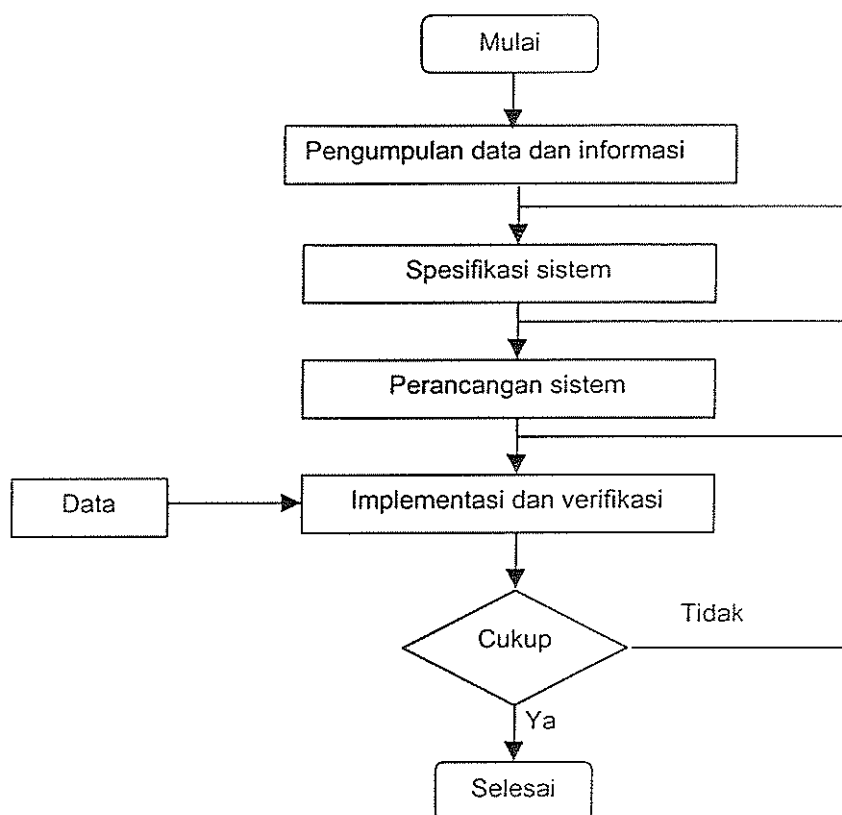 Mulai
Pengumpulan data dan informasi
Spesifikasi sistem
Perancangan sistem
Data
Implementasi dan verifikasi
Cukup
Tidak
Ya
Selesai